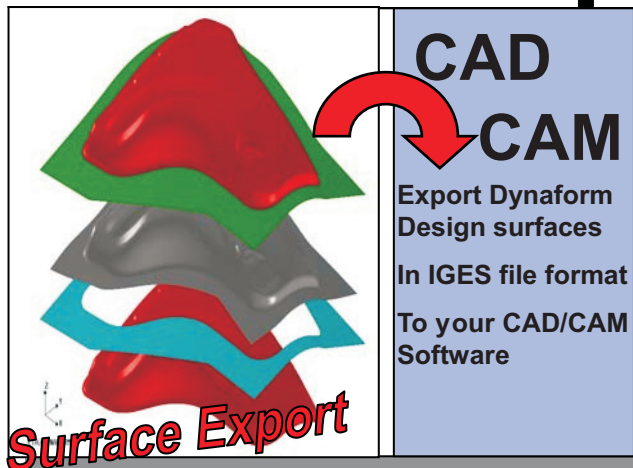 CAD
CAM
Export Dynaform
Design surfaces
In IGES file format
To your CAD/CAM
Software
Z
Y
X
Surface Export